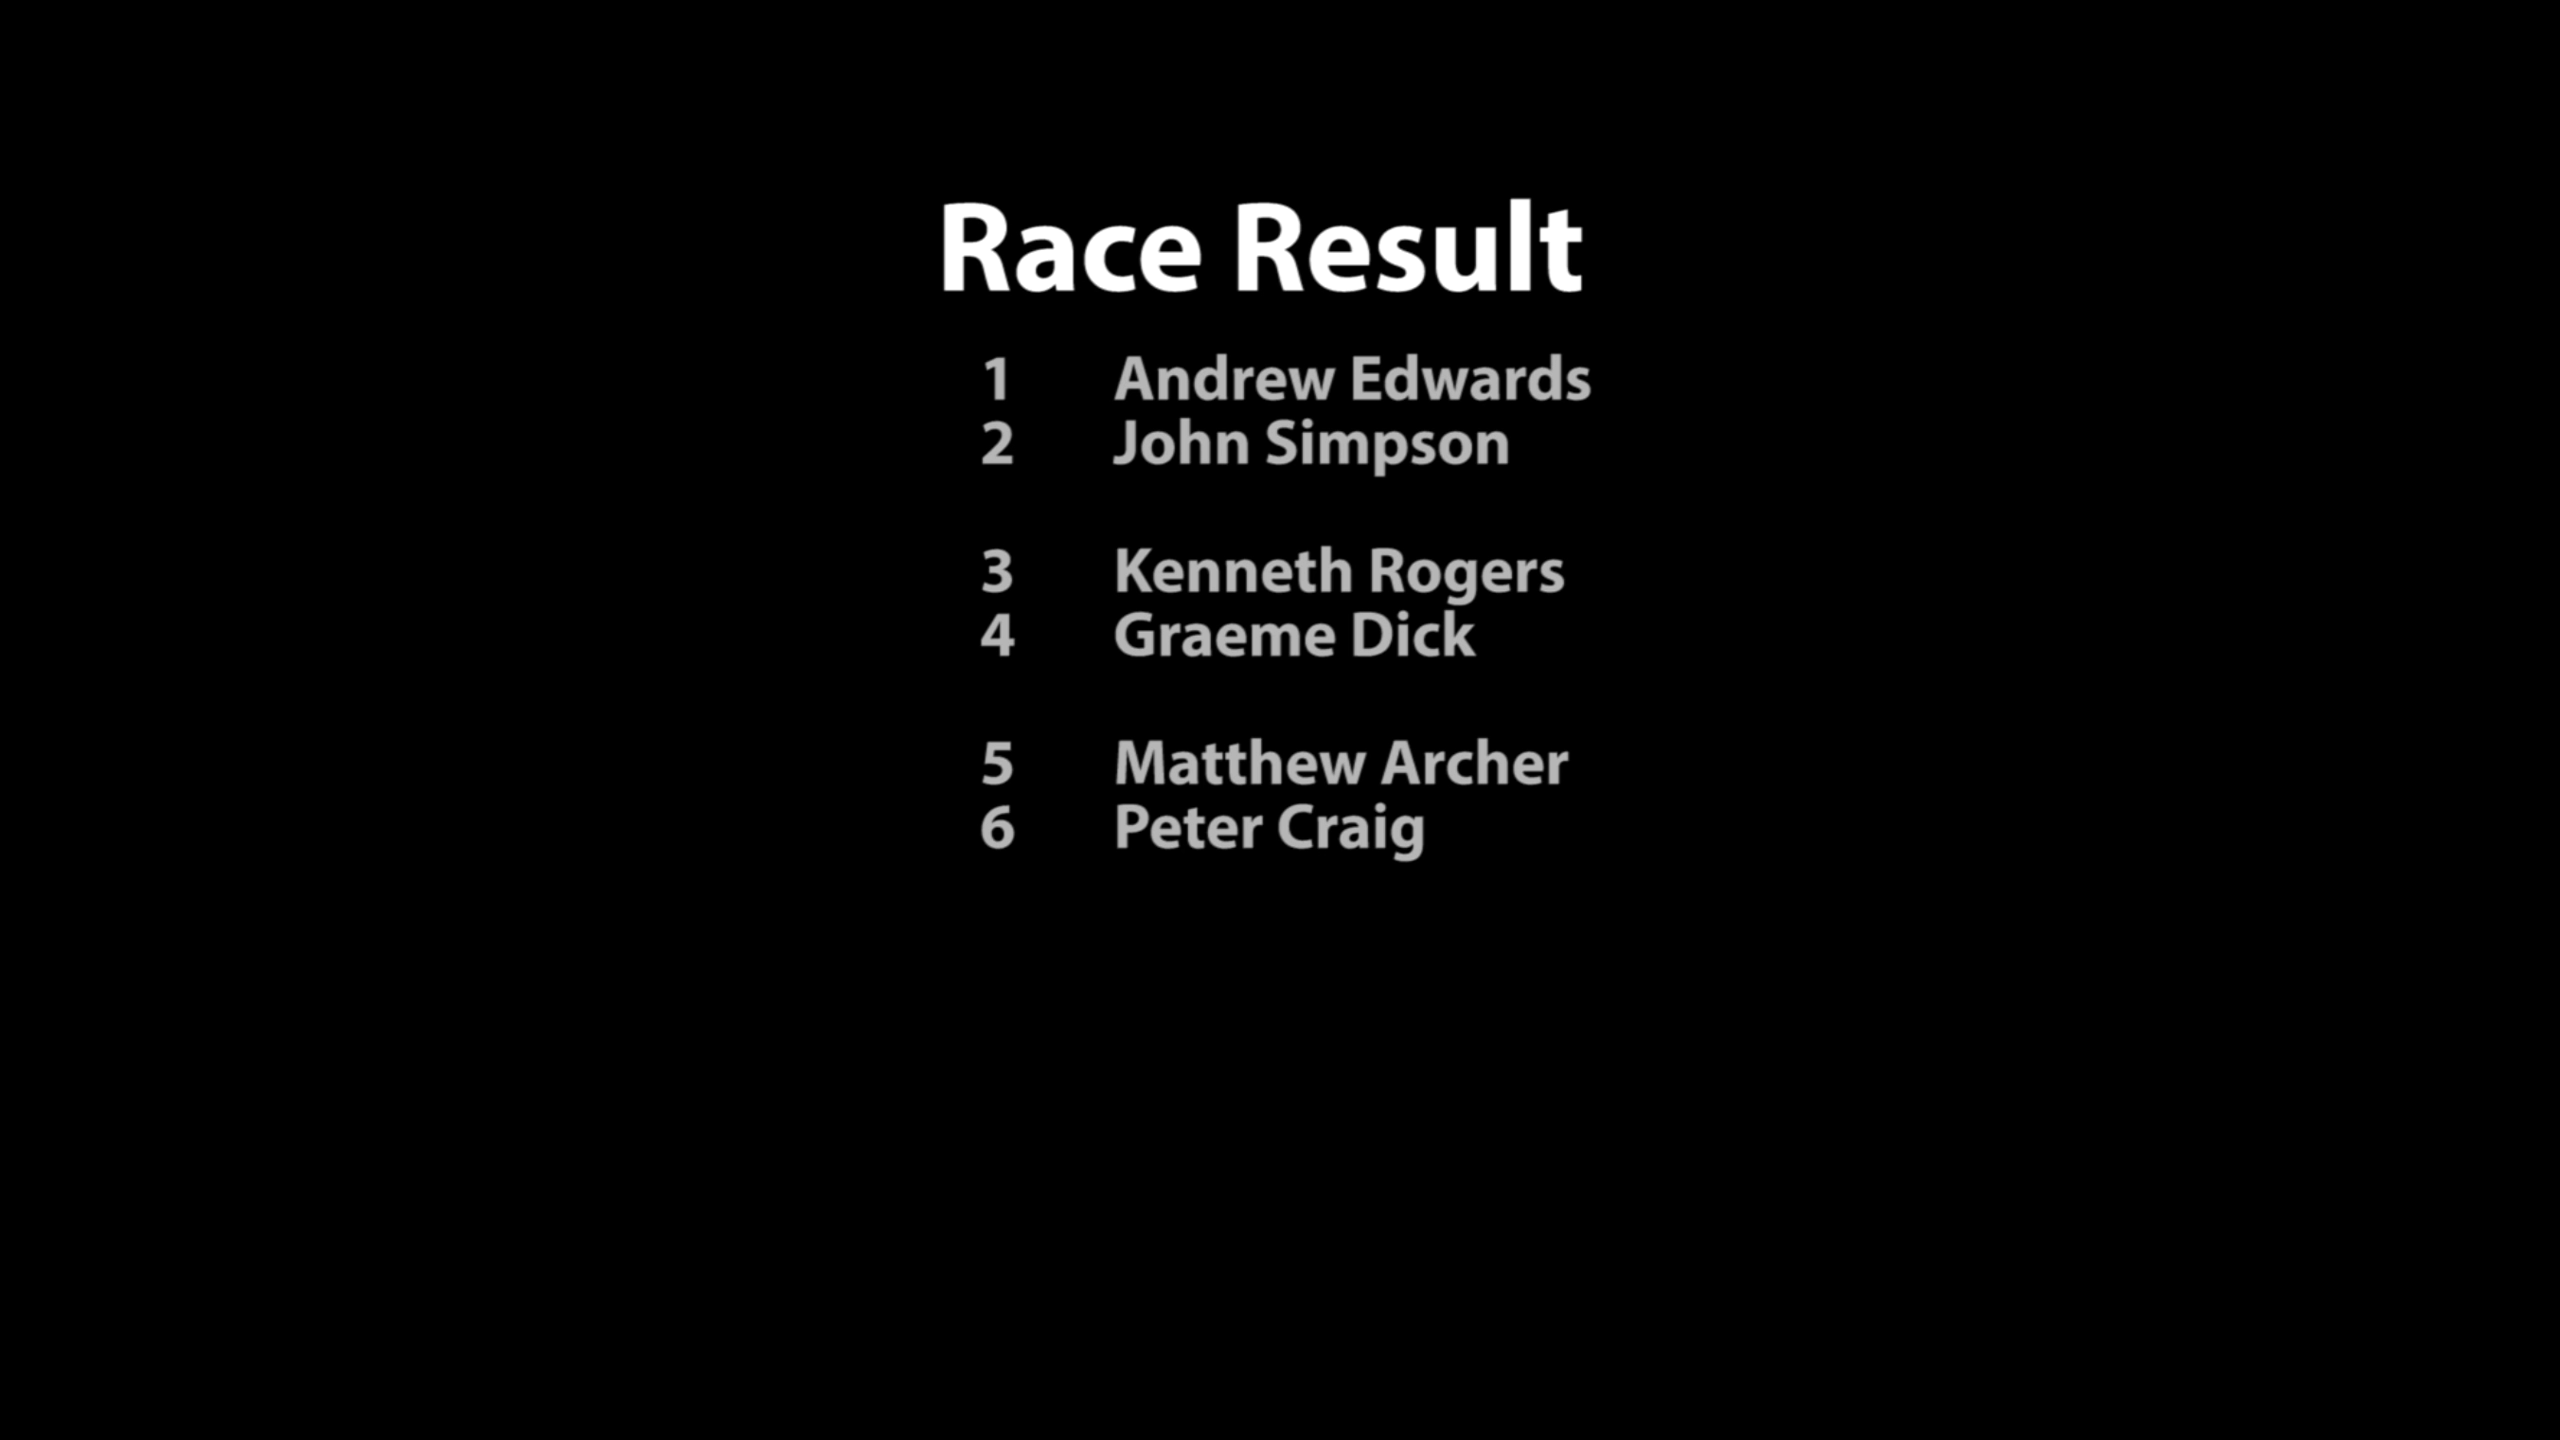 Race Result
1 Andrew Edwards
2 John Simpson
3 Kenneth Rogers
4 Graeme Dick
5 Matthew Archer
6 Peter Craig